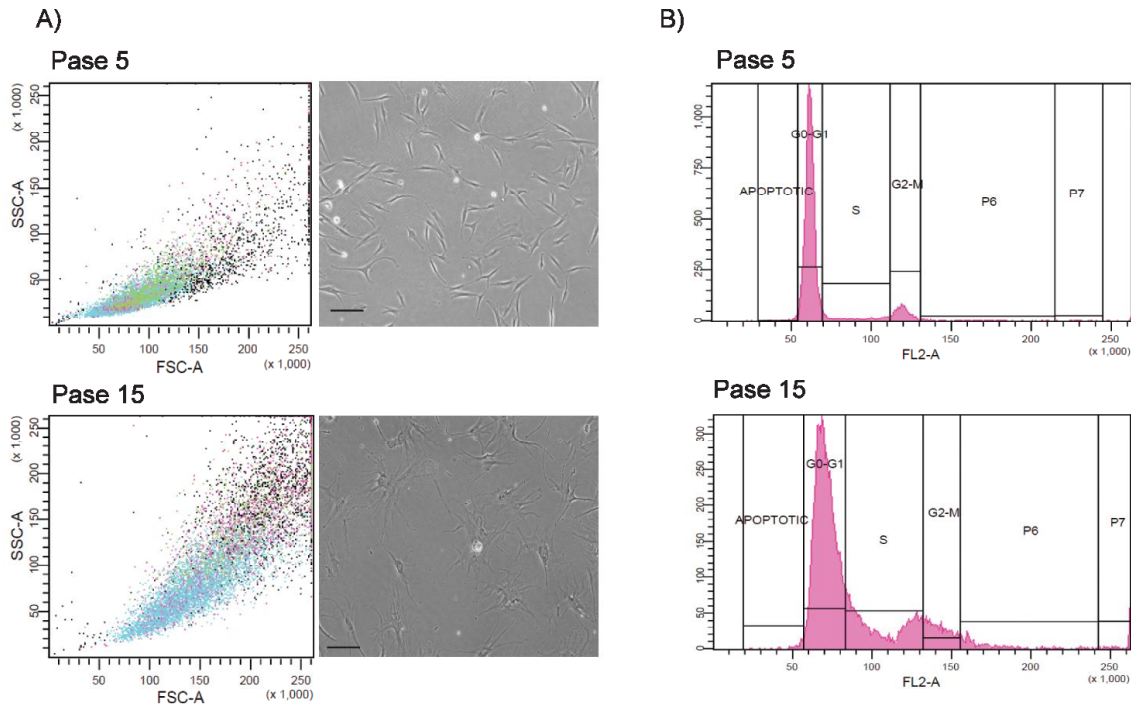 A)
B)
Pase 5
(x 1,000)
250
200
150
100
50
SSC-A
50 100 150 200 250
FSC-A (x 1,000)
Pase 5
1,000
750
500
250
0
APOPTOTIC
G0-G1
S
G2-M
P6
P7
50 100 150 200 250
FL2-A (x 1,000)
Pase 15
(x 1,000)
250
200
150
100
50
SSC-A
50 100 150 200 250
FSC-A (x 1,000)
Pase 15
300
250
200
150
100
50
0
APOPTOTIC
G0-G1
S
G2-M
P6
P7
50 100 150 200 250
FL2-A (x 1,000)